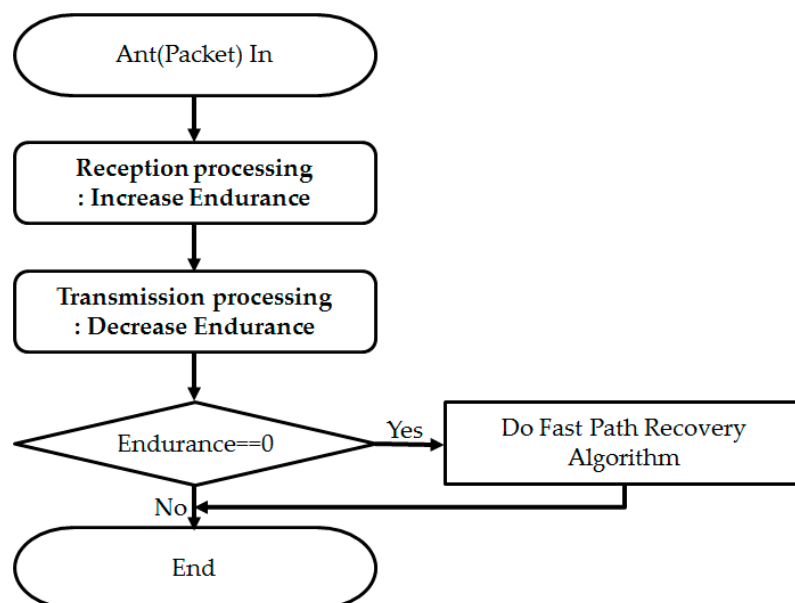 Ant(Packet) In
Reception processing
: Increase Endurance
Transmission processing
: Decrease Endurance
Endurance==0
Yes
Do Fast Path Recovery
Algorithm
No
End